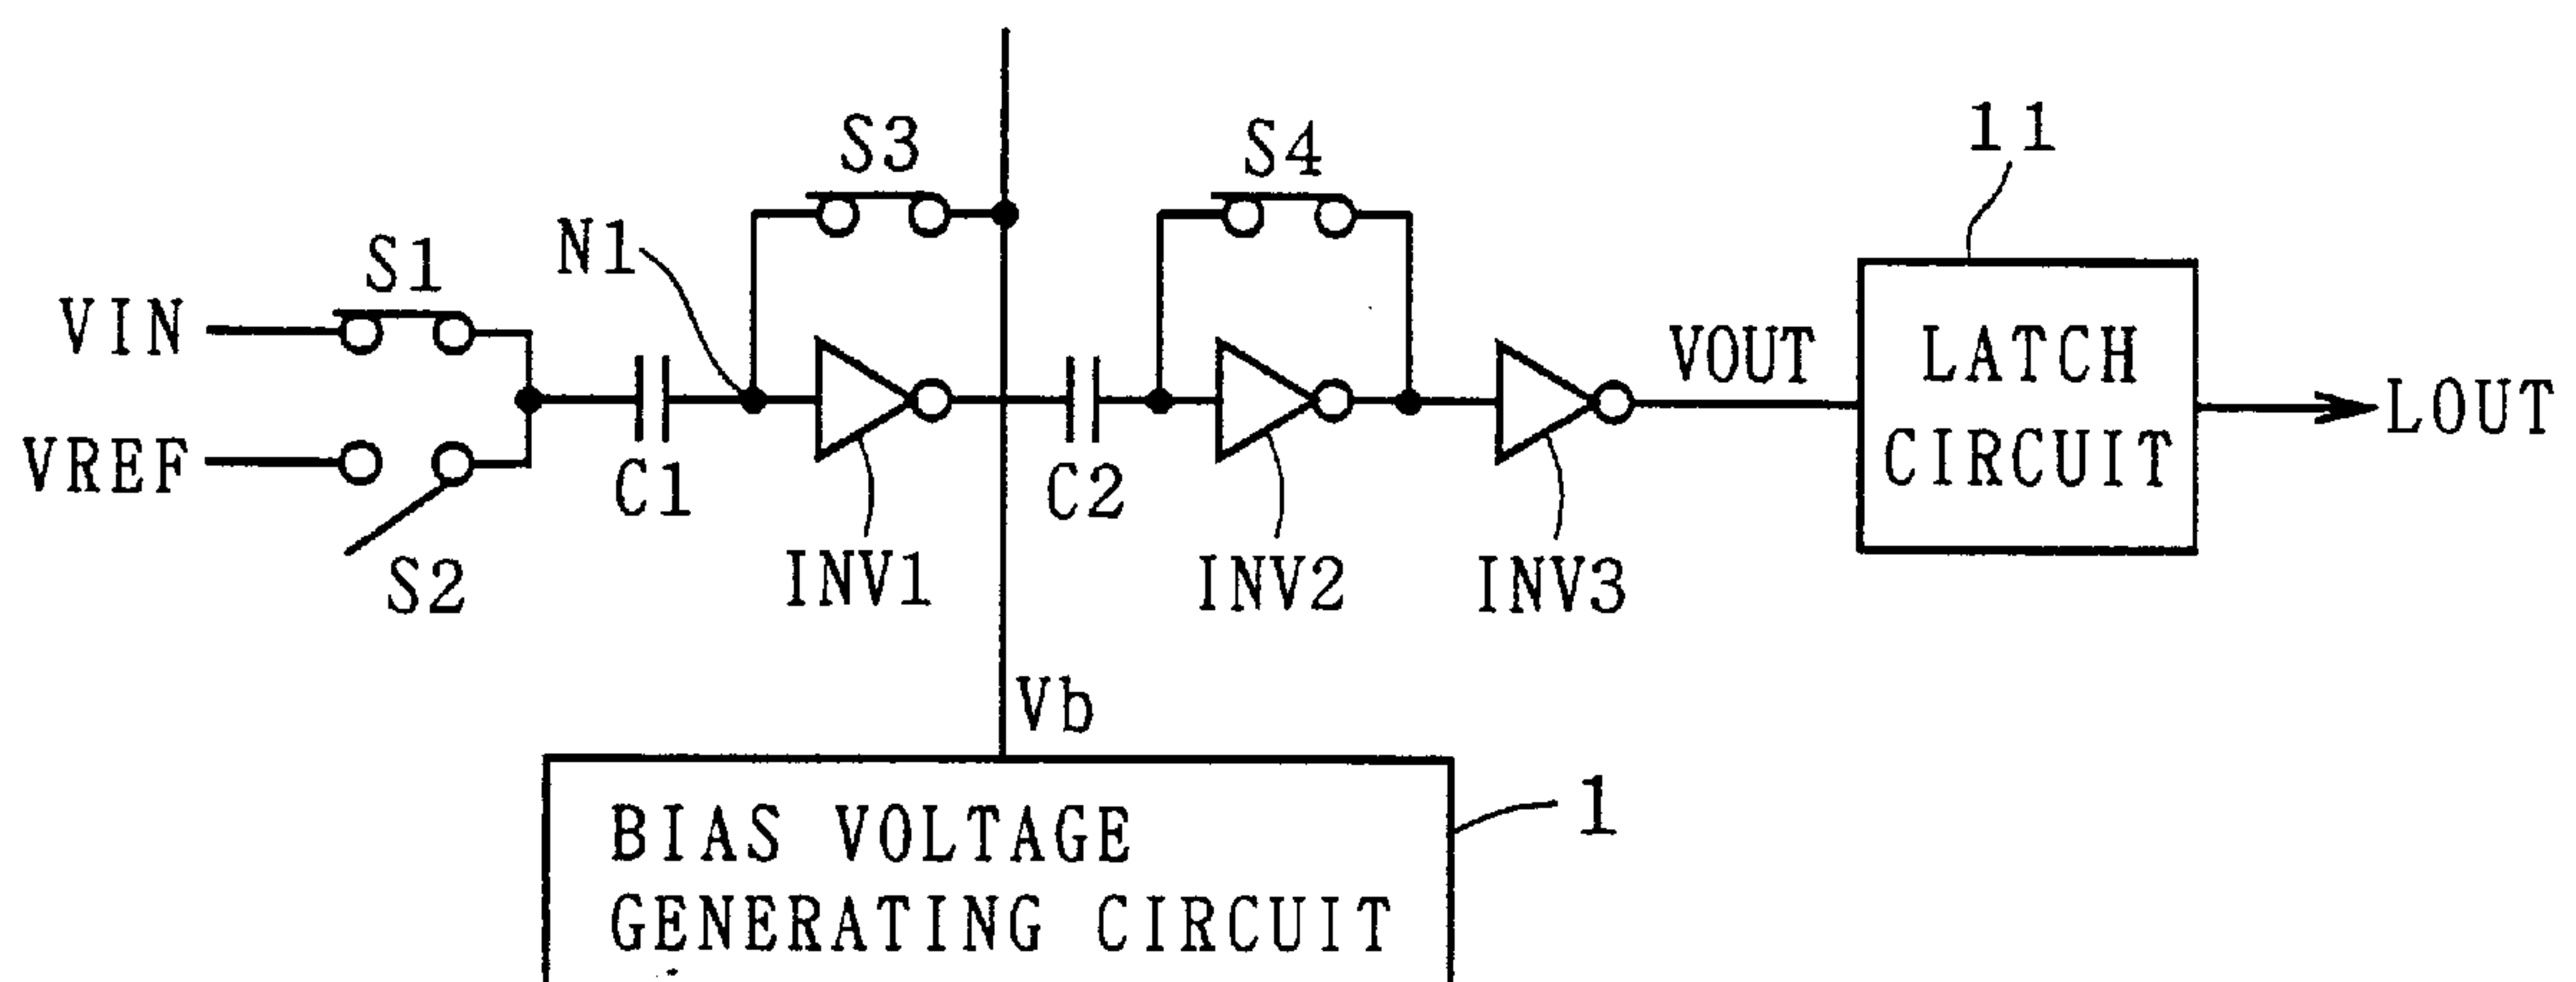 11
S3
S4
N1
S1
VIN
VOUT
LATCH
CIRCUIT
LOUT
VREF
C1
C2
S2
INV1
INV2
INV3
Vb
1
BIAS VOLTAGE
GENERATING CIRCUIT